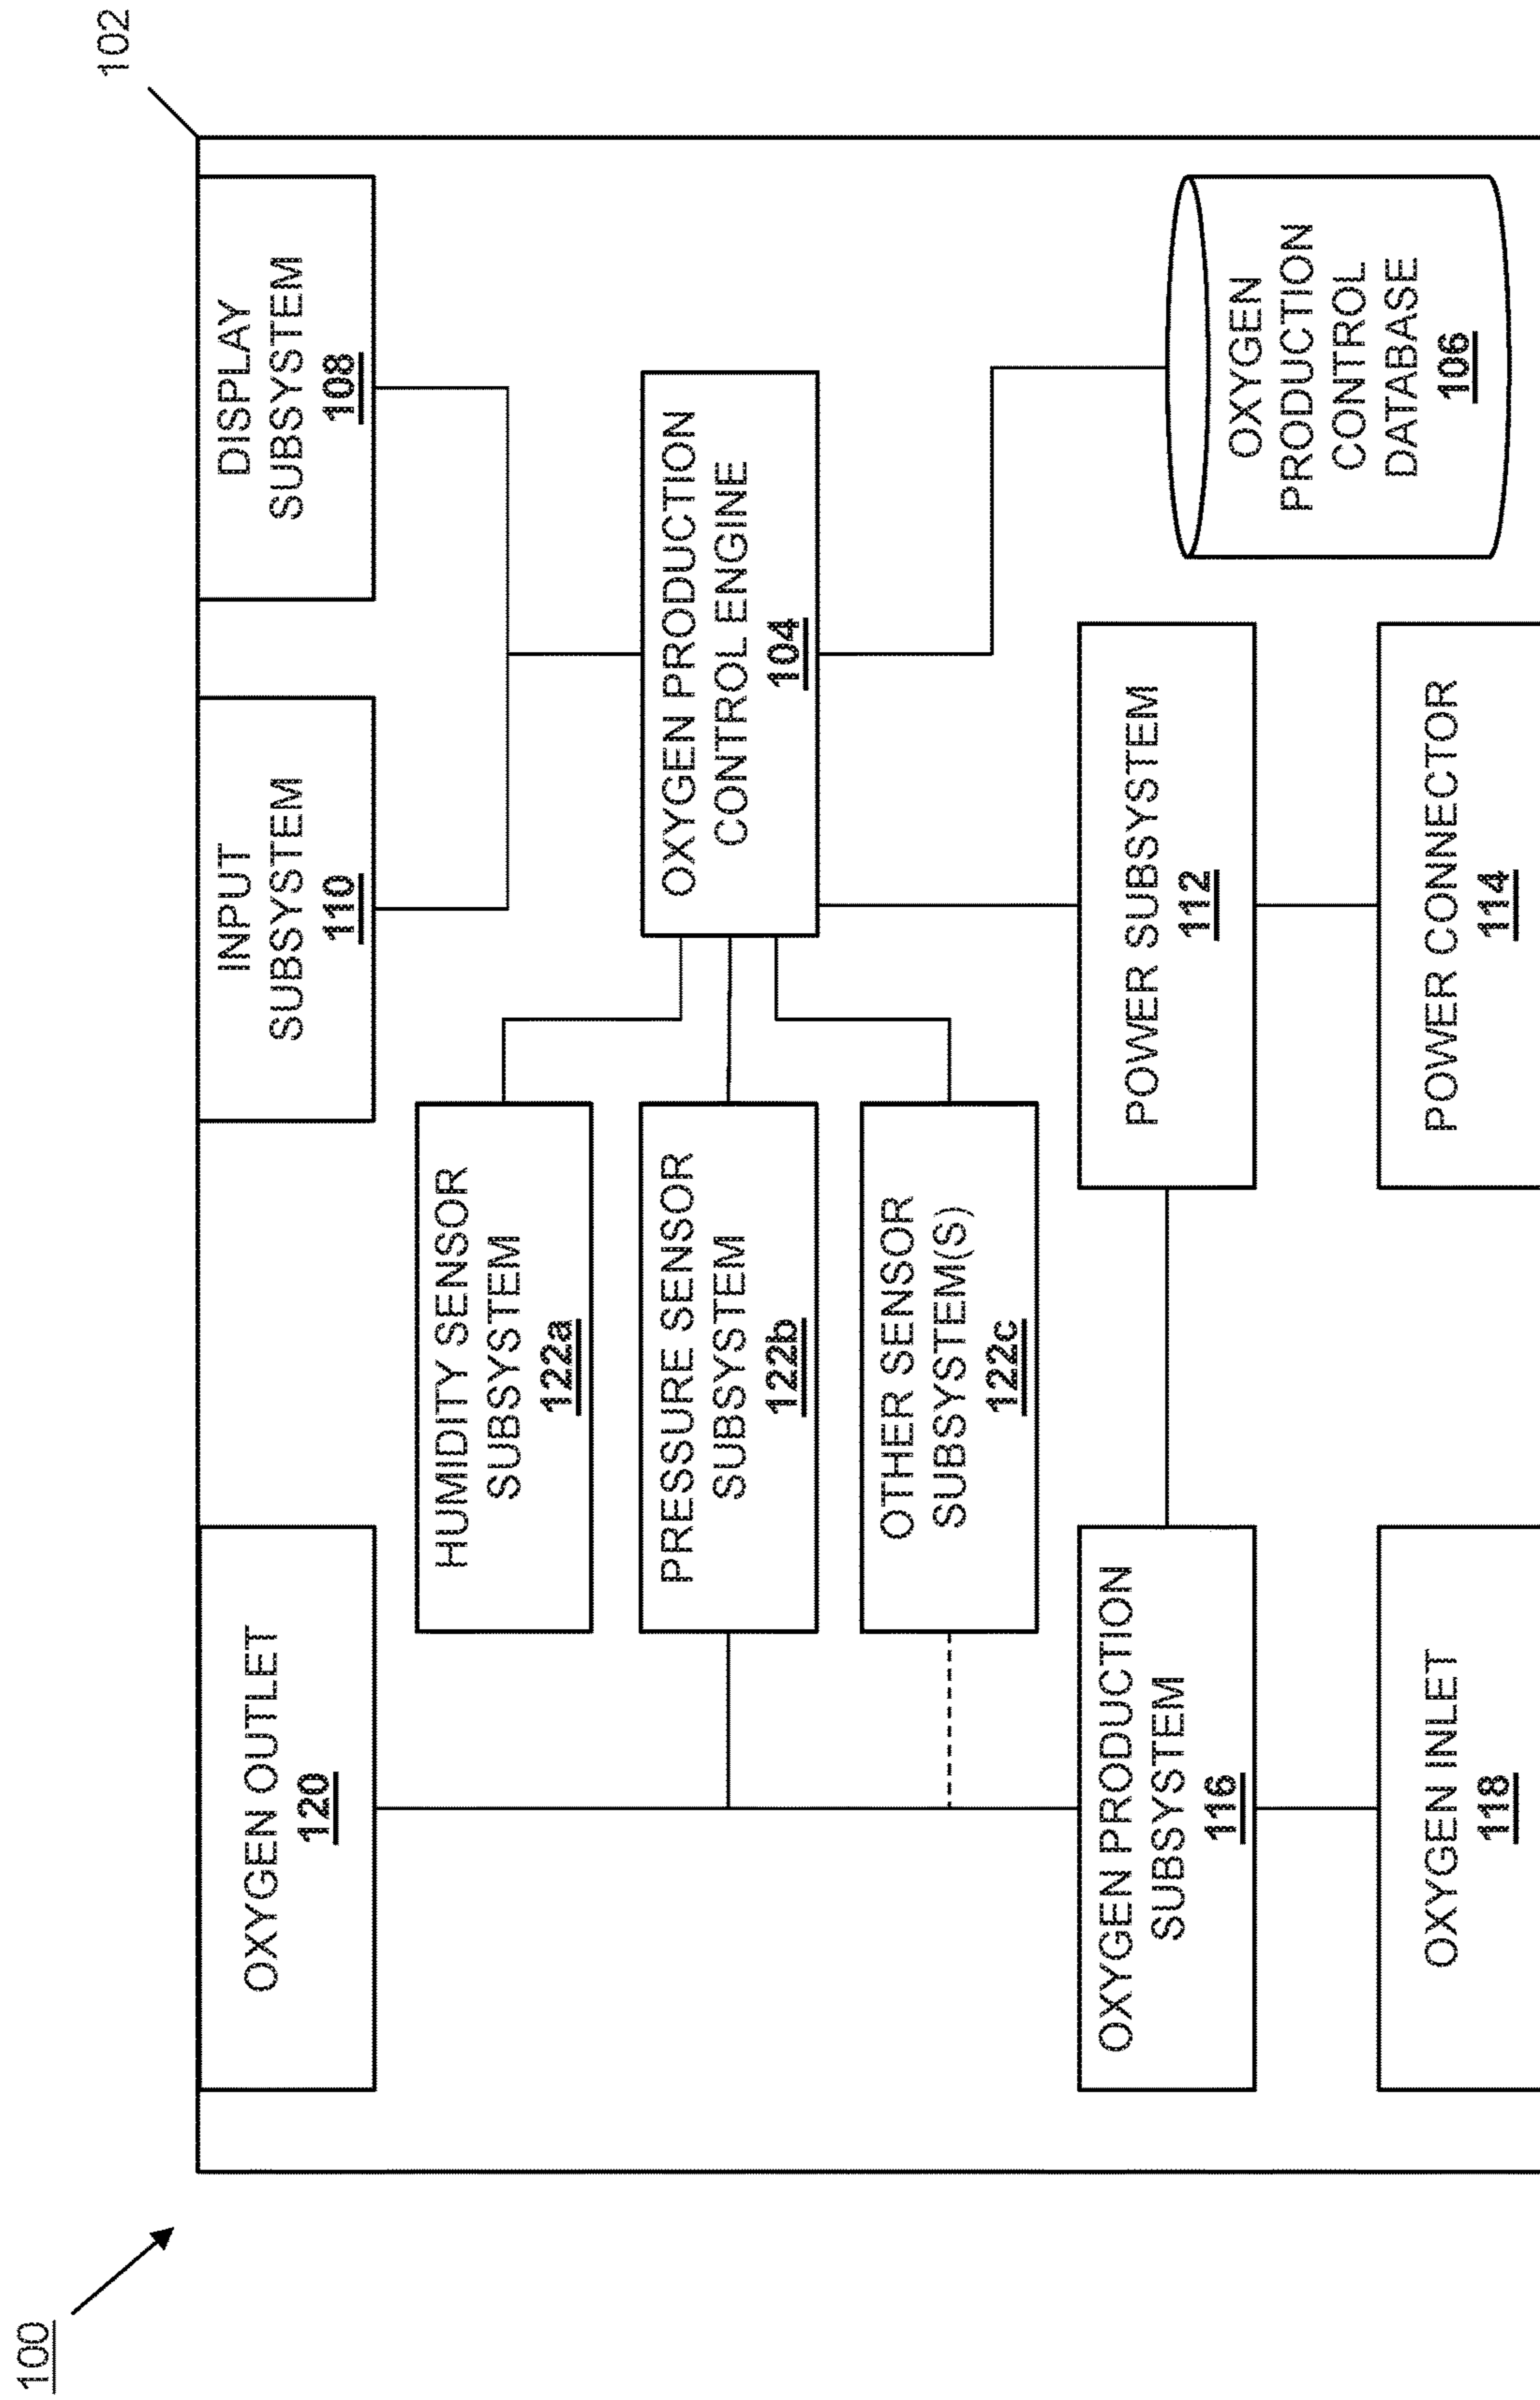 100
102
OXYGEN OUTLET
120
INPUT
SUBSYSTEM
110
DISPLAY
SUBSYSTEM
108
HUMIDITY SENSOR
SUBSYSTEM
122a
PRESSURE SENSOR
SUBSYSTEM
122b
OTHER SENSOR
SUBSYSTEM(S)
122c
OXYGEN PRODUCTION
CONTROL ENGINE
104
OXYGEN PRODUCTION
SUBSYSTEM
116
POWER SUBSYSTEM
112
OXYGEN
PRODUCTION
CONTROL
DATABASE
106
OXYGEN INLET
118
POWER CONNECTOR
114